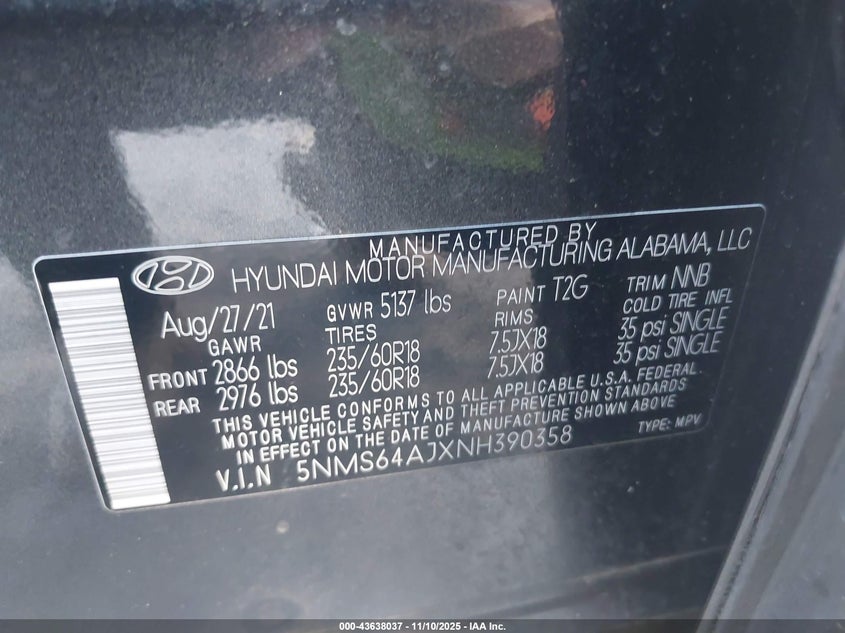 MANUFACTURED BY
HYUNDAI MOTOR MANUFACTURING ALABAMA, LLC
Aug/27/21 GVWR 5137 lbs PAINT T2G TRIM NNB
GAWR TIRES RIMS COLD TIRE INFL
FRONT 2866 lbs 235/60R18 7.5JX18 35 psi SINGLE
REAR 2976 lbs 235/60R18 7.5JX18 35 psi SINGLE
THIS VEHICLE CONFORMS TO ALL APPLICABLE U.S.A. FEDERAL
MOTOR VEHICLE SAFETY AND THEFT PREVENTION STANDARDS
IN EFFECT ON THE DATE OF MANUFACTURE SHOWN ABOVE
V.I.N 5NMS64AJXNH390358 TYPE: MPV
000-43638037 - 11/10/2025 - IAA Inc.